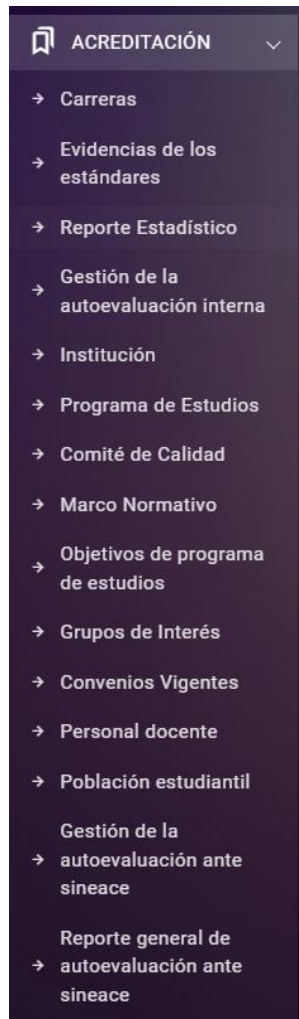 ACREDITACIÓN
Carreras
Evidencias de los
estándares
Reporte Estadístico
Gestión de la
autoevaluación interna
Institución
Programa de Estudios
Comité de Calidad
Marco Normativo
Objetivos de programa
de estudios
Grupos de Interés
Convenios Vigentes
Personal docente
Población estudiantil
Gestión de la
autoevaluación ante
sineace
Reporte general de
autoevaluación ante
sineace